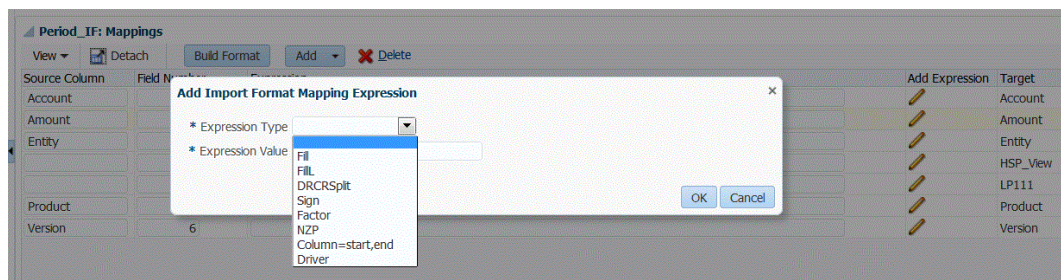 Period_IF: Mappings
View Detach Build Format Add Delete
Source Column Field Number Expression Add Expression Target
Account Account
Amount Amount
Entity Entity
HSP_View
LP111
Product Product
Version 6 Version
Add Import Format Mapping Expression
* Expression Type
* Expression Value
Fill
FillL
DRCRSplit
Sign
Factor
NZP
Column=start,end
Driver
OK Cancel